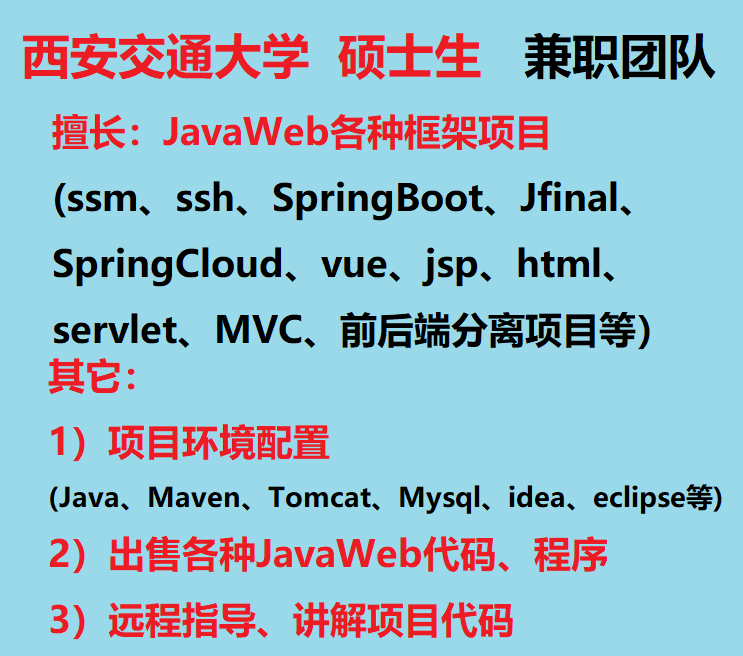 西安交通大学 硕士生 兼职团队
擅长：JavaWeb各种框架项目
(ssm、ssh、SpringBoot、Jfinal、
SpringCloud、vue、jsp、html、
servlet、MVC、前后端分离项目等)
其它：
1）项目环境配置
(Java、Maven、Tomcat、Mysql、idea、eclipse等)
2）出售各种JavaWeb代码、程序
3）远程指导、讲解项目代码